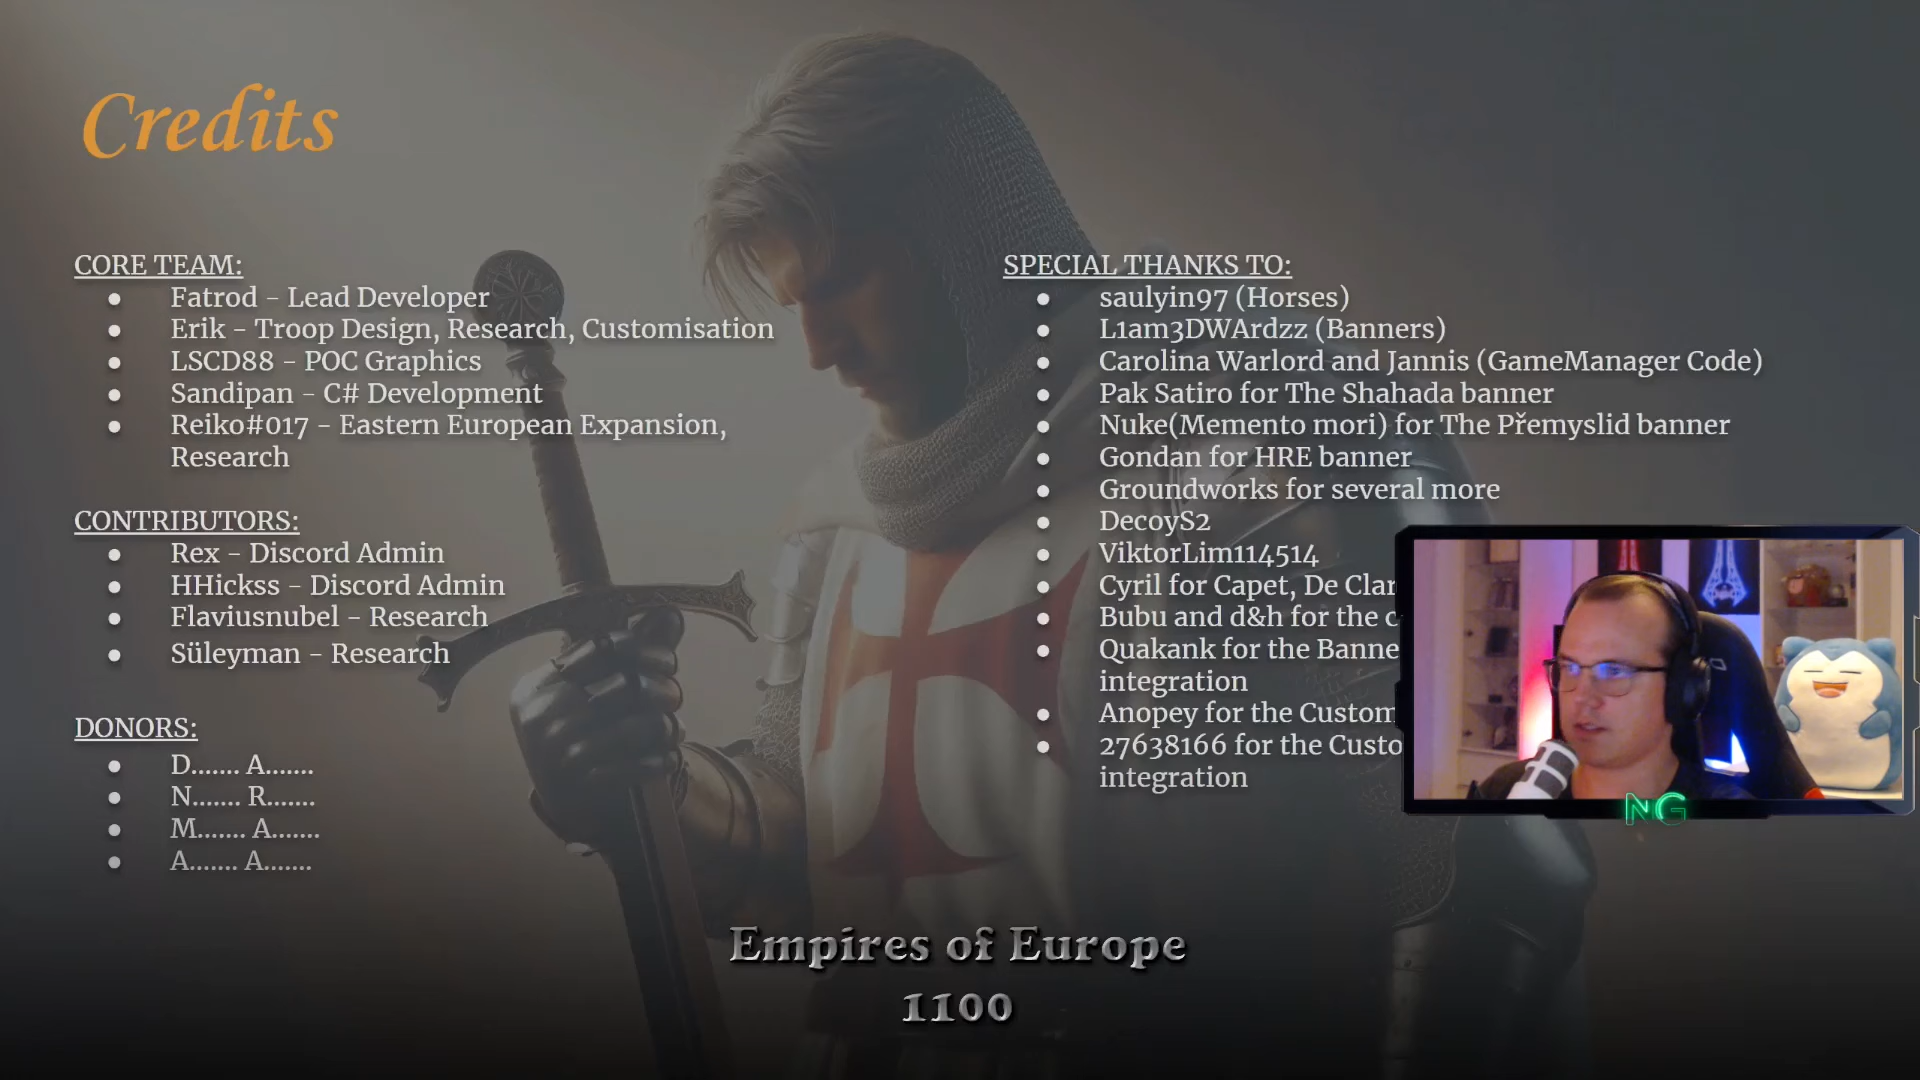 Credits
CORE TEAM:
Fatrod - Lead Developer
Erik - Troop Design, Research, Customisation
LSCD88 - POC Graphics
Sandipan - C# Development
Reiko#017 - Eastern European Expansion,
Research
CONTRIBUTORS:
Rex - Discord Admin
HHickss - Discord Admin
Flaviusnubel - Research
Süleyman - Research
DONORS:
D....... A.......
N....... R.......
M....... A.......
A....... A.......
SPECIAL THANKS TO:
saulyin97 (Horses)
L1am3DWArdzz (Banners)
Carolina Warlord and Jannis (GameManager Code)
Pak Satiro for The Shahada banner
Nuke(Memento mori) for The Přemyslid banner
Gondan for HRE banner
Groundworks for several more
DecoyS2
ViktorLim114514
Cyril for Capet, De
Bubu and d&h for the
Quakank for the
integration
Anopey for the
27638166 for the
integration
NG
Empires of Europe
1100